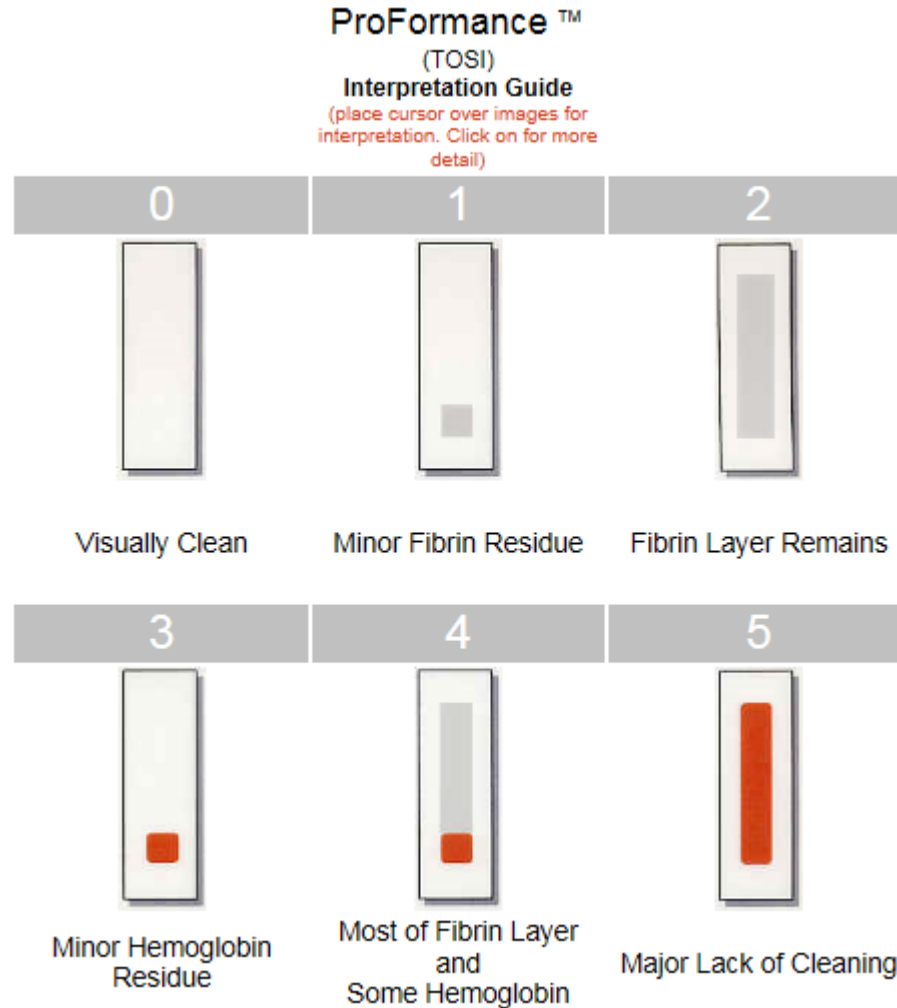 ProFormance ™
(TOSI)
Interpretation Guide
(place cursor over images for
interpretation. Click on for more
detail)
0 1 2
Visually Clean Minor Fibrin Residue Fibrin Layer Remains
3 4 5
Minor Hemoglobin
Residue
Most of Fibrin Layer
and
Some Hemoglobin
Major Lack of Cleaning